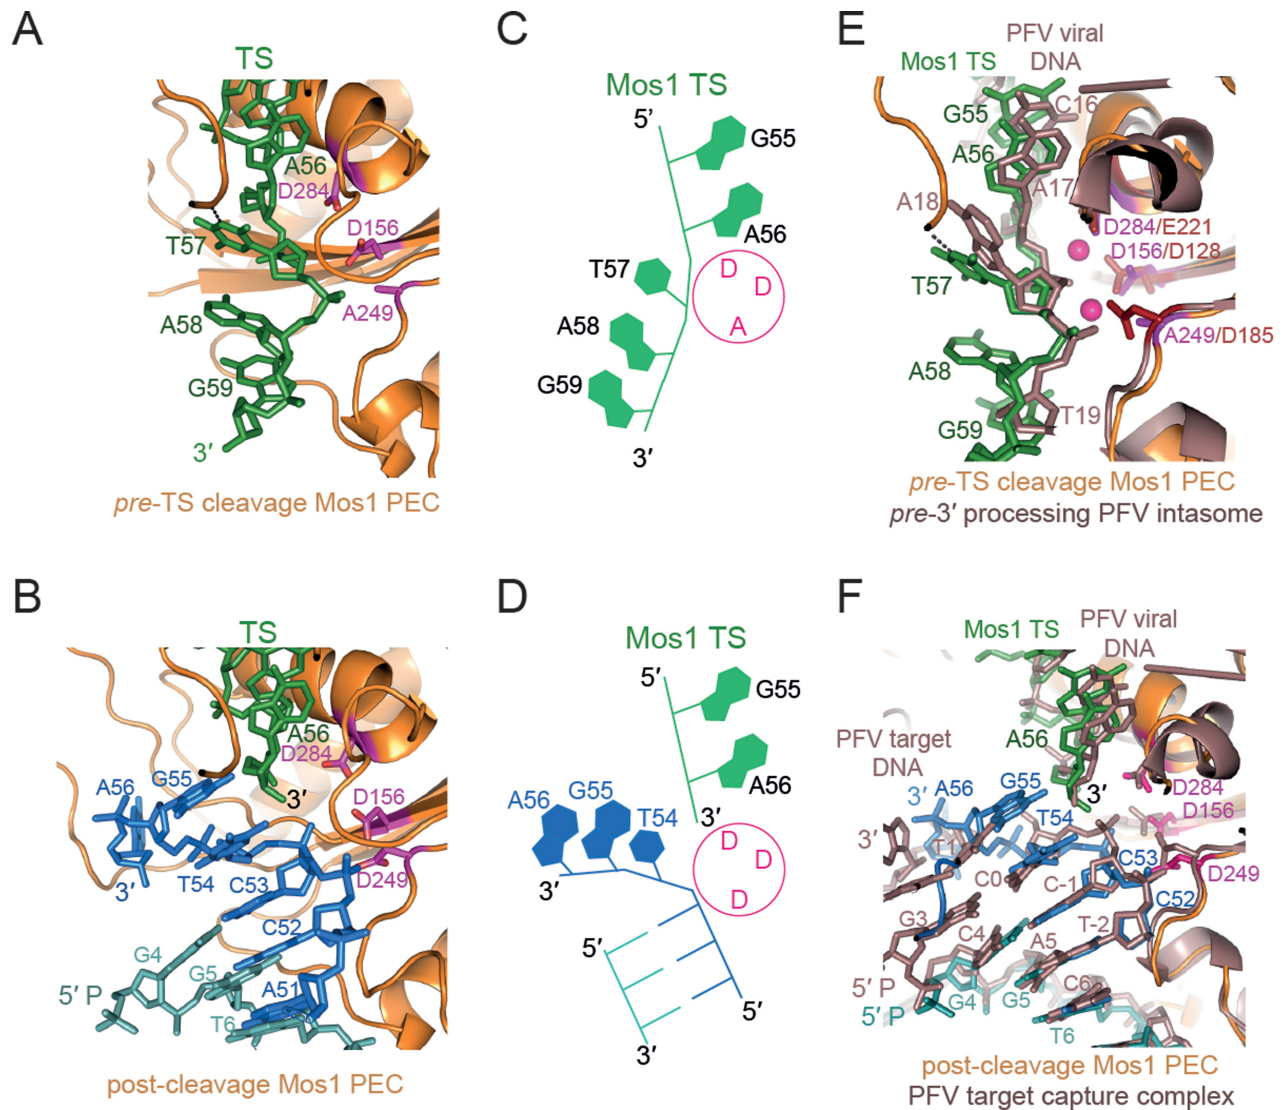 A
TS
A56
D284
D156
T57
A249
A58
G59
3′
pre-TS cleavage Mos1 PEC
C
Mos1 TS
5′
G55
A56
T57
D
D
A
A58
G59
3′
E
PFV viral
DNA
Mos1 TS
C16
G55
A56
A17
A18
D284/E221
D156/D128
T57
A249/D185
A58
T19
G59
pre-TS cleavage Mos1 PEC
pre-3′ processing PFV intasome
B
TS
A56
D284
A56
G55
3′
D156
T54
C53
D249
3′
C52
G4
G5
A51
5′ P
T6
post-cleavage Mos1 PEC
D
Mos1 TS
5′
G55
A56
A56
G55
T54
3′
D
D
D
3′
5′
5′
3′
F
PFV viral
DNA
Mos1 TS
A56
PFV target
DNA
D284
3′
A56
G55
3′
D156
3′
T54
C53
D249
C0
C-1
C52
G3
C4
A5
T-2
5′ P
G4
G5
C6
5′ P
T6
post-cleavage Mos1 PEC
PFV target capture complex